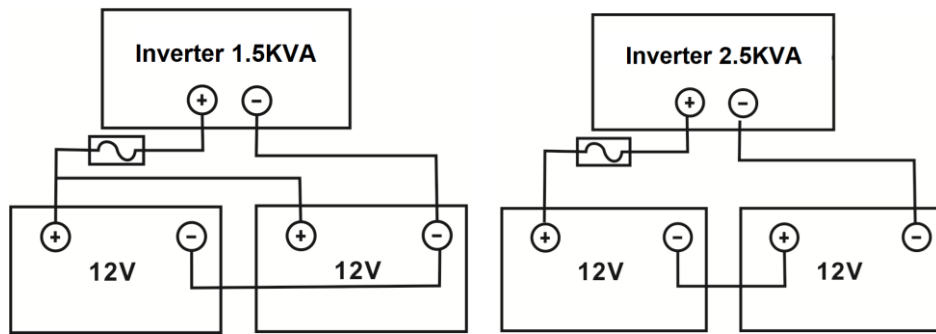 Inverter 1.5KVA
+ −
+ − + −
12V 12V
Inverter 2.5KVA
+ −
+ − + −
12V 12V